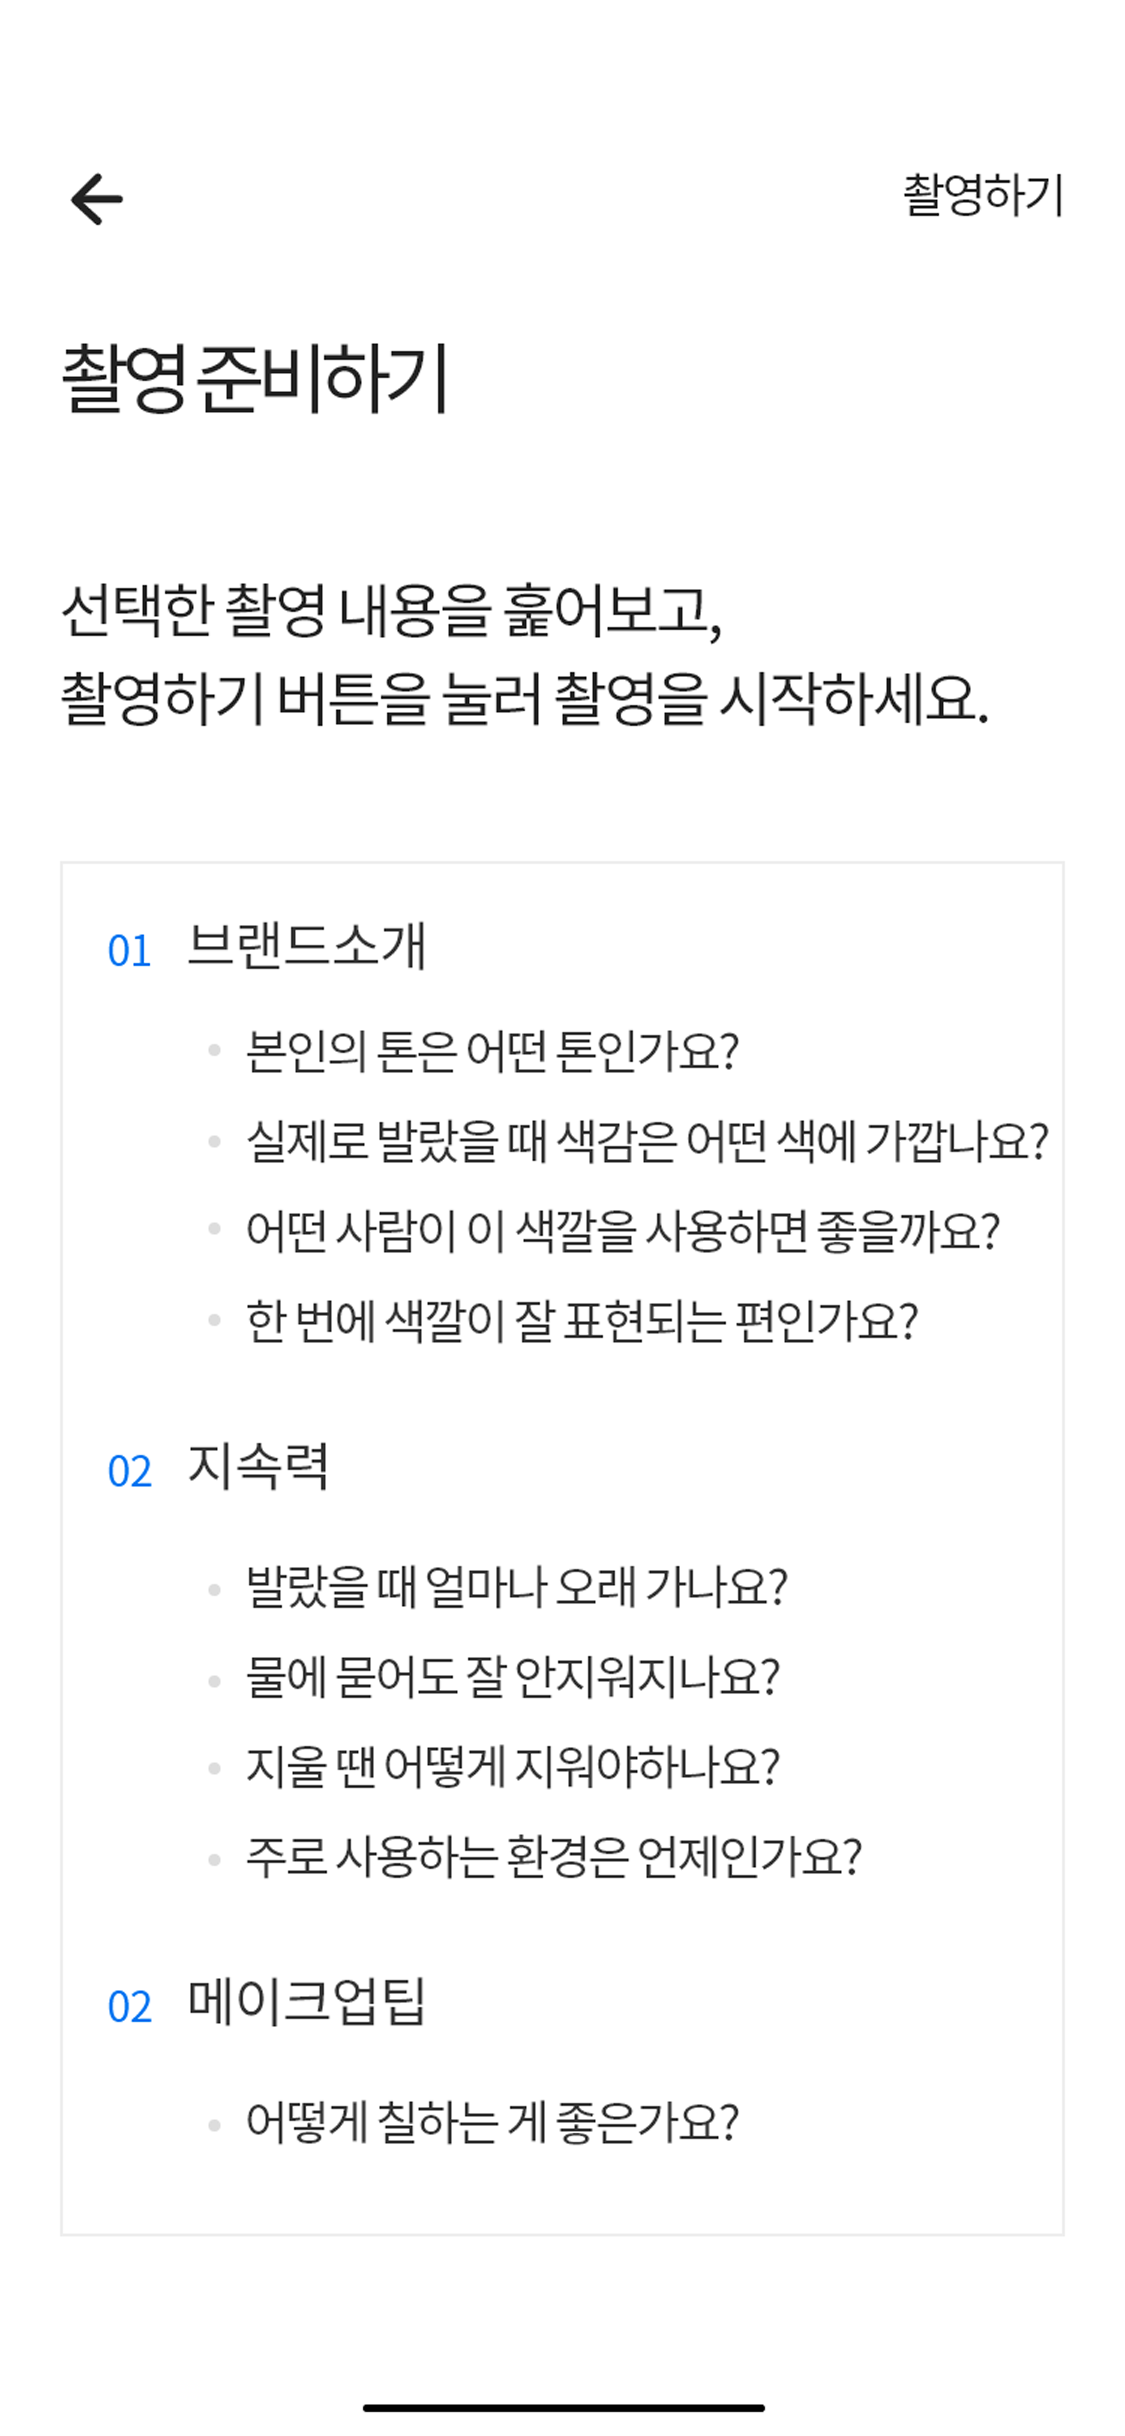 촬영하기
촬영 준비하기
선택한 촬영 내용을 훑어보고,
촬영하기 버튼을 눌러 촬영을 시작하세요.
01 브랜드소개
본인의 톤은 어떤 톤인가요?
실제로 발랐을 때 색감은 어떤 색에 가깝나요?
어떤 사람이 이 색깔을 사용하면 좋을까요?
한 번에 색깔이 잘 표현되는 편인가요?
02 지속력
발랐을 때 얼마나 오래 가나요?
물에 묻어도 잘 안지워지나요?
지울 땐 어떻게 지워야하나요?
주로 사용하는 환경은 언제인가요?
02 메이크업팁
어떻게 칠하는 게 좋은가요?